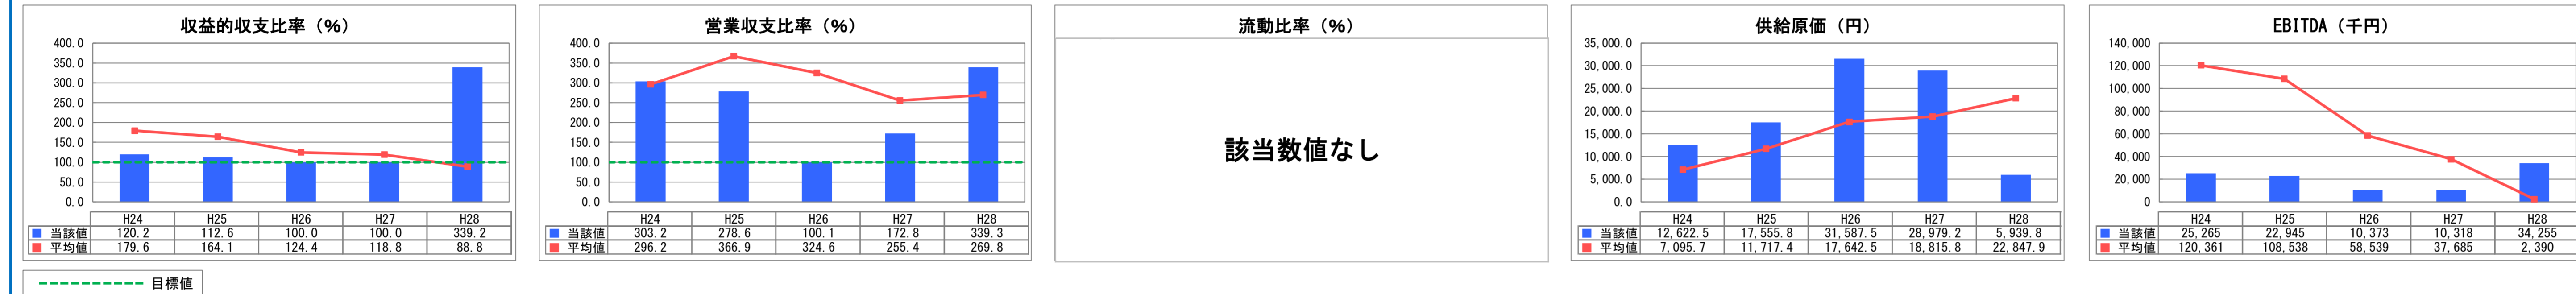 収益的収支比率（％）
400.0
350.0
300.0
250.0
200.0
150.0
100.0
50.0
0.0
H24 H25 H26 H27 H28
当該値 120.2 112.6 100.0 100.0 339.2
平均値 179.6 164.1 124.4 118.8 88.8
営業収支比率（％）
400.0
350.0
300.0
250.0
200.0
150.0
100.0
50.0
0.0
H24 H25 H26 H27 H28
当該値 303.2 278.6 100.1 172.8 339.3
平均値 296.2 366.9 324.6 255.4 269.8
流動比率（％）
該当数値なし
供給原価（円）
35,000.0
30,000.0
25,000.0
20,000.0
15,000.0
10,000.0
5,000.0
0.0
H24 H25 H26 H27 H28
当該値 12,622.5 17,555.8 31,587.5 28,979.2 5,939.8
平均値 7,095.7 11,717.4 17,642.5 18,815.8 22,847.9
EBITDA（千円）
140,000
120,000
100,000
80,000
60,000
40,000
20,000
0
H24 H25 H26 H27 H28
当該値 25,265 22,945 10,373 10,318 34,255
平均値 120,361 108,538 58,539 37,685 2,390
目標値